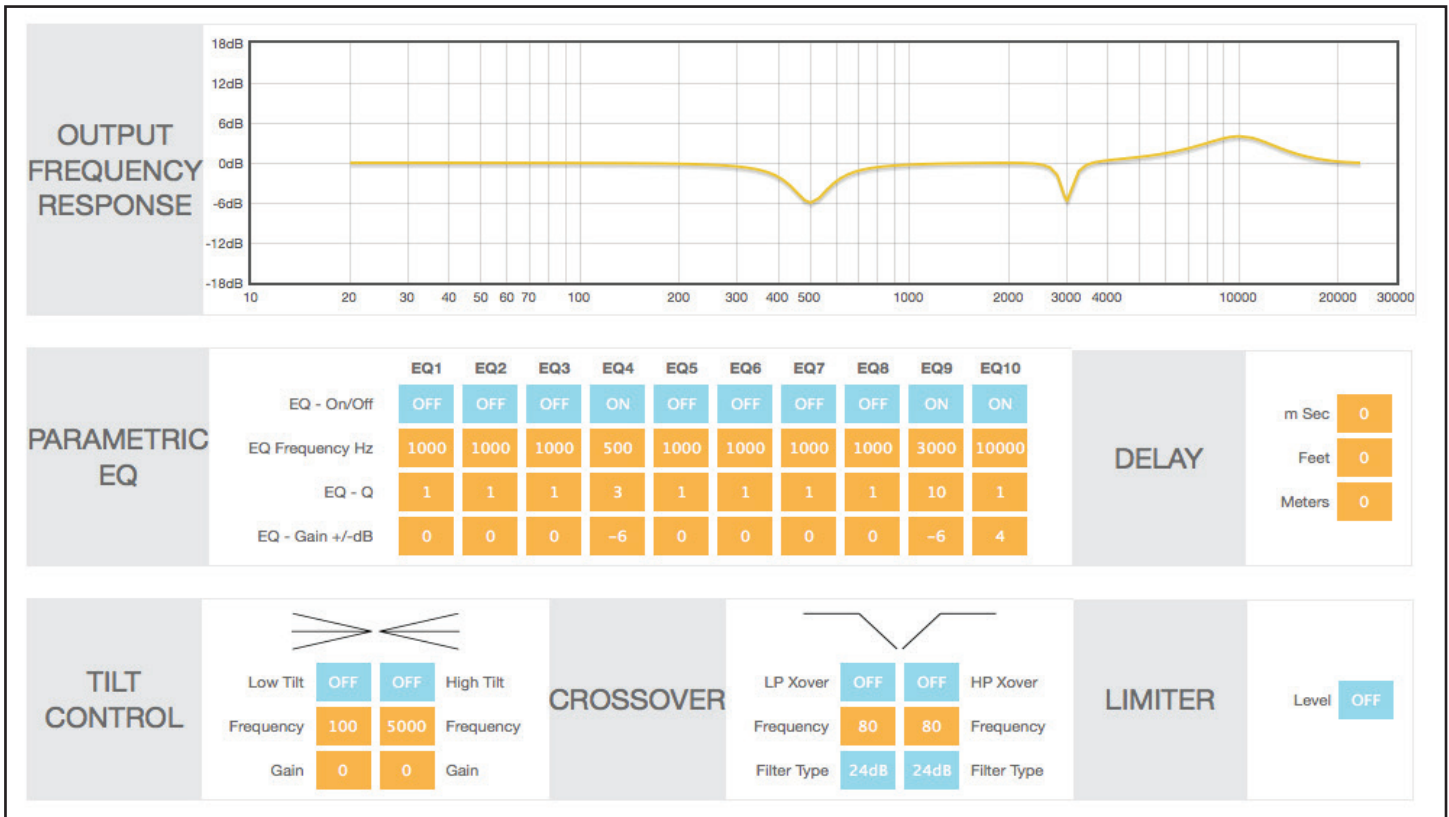 OUTPUT
FREQUENCY
RESPONSE
18dB
12dB
6dB
0dB
-6dB
-12dB
-18dB
10 20 30 40 50 60 70 100 200 300 400 500 1000 2000 3000 4000 10000 20000 30000
PARAMETRIC
EQ
EQ1 EQ2 EQ3 EQ4 EQ5 EQ6 EQ7 EQ8 EQ9 EQ10
EQ - On/Off OFF OFF OFF ON OFF OFF OFF OFF ON ON
EQ Frequency Hz 1000 1000 1000 500 1000 1000 1000 1000 3000 10000
EQ - Q 1 1 1 3 1 1 1 1 10 1
EQ - Gain +/-dB 0 0 0 -6 0 0 0 0 -6 4
DELAY
m Sec 0
Feet 0
Meters 0
TILT
CONTROL
Low Tilt OFF OFF High Tilt
Frequency 100 5000 Frequency
Gain 0 0 Gain
CROSSOVER
LP Xover OFF OFF HP Xover
Frequency 80 80 Frequency
Filter Type 24dB 24dB Filter Type
LIMITER
Level OFF